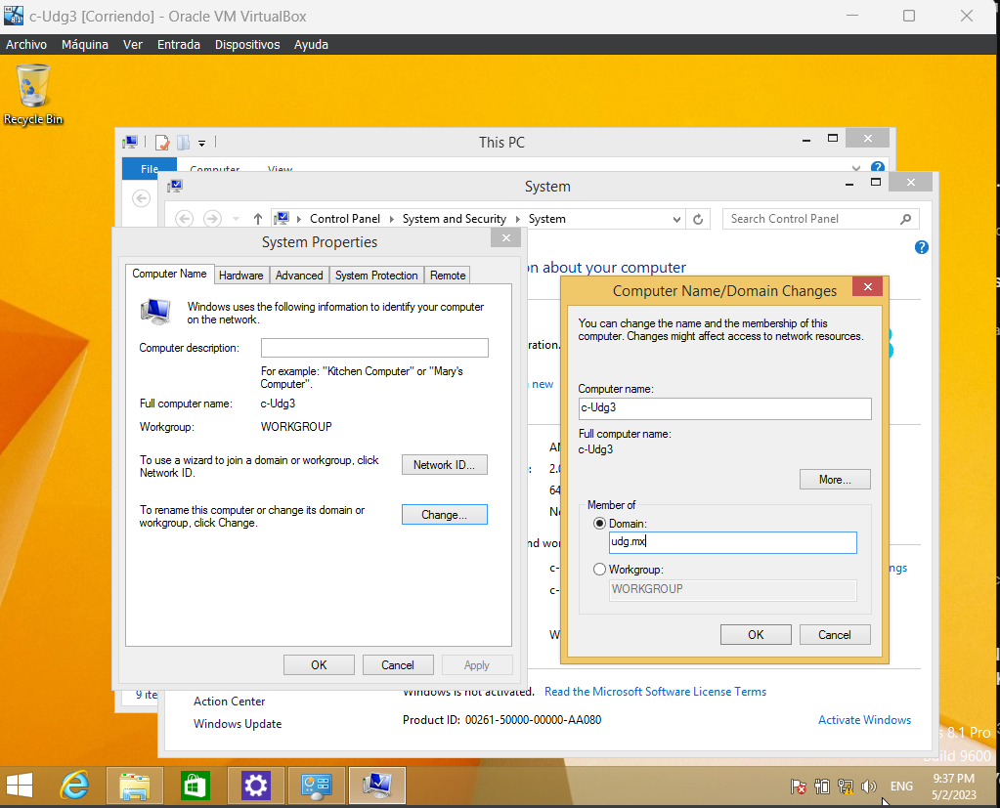 c-Udg3 [Corriendo] - Oracle VM VirtualBox
Archivo Máquina Ver Entrada Dispositivos Ayuda
Recycle Bin
This PC
File Computer View
System
Control Panel System and Security System
Search Control Panel
System Properties
on about your computer
Computer Name Hardware Advanced System Protection Remote
Windows uses the following information to identify your computer
on the network.
Computer description:
For example: "Kitchen Computer" or "Mary's
Computer".
Full computer name: c-Udg3
Workgroup: WORKGROUP
To use a wizard to join a domain or workgroup, click
Network ID.
Network ID...
To rename this computer or change its domain or
workgroup, click Change.
Change...
OK Cancel Apply
ration.
new
2.0
64
nd wo
c-
c-
W
ngs
Computer Name/Domain Changes
You can change the name and the membership of this
computer. Changes might affect access to network resources.
Computer name:
c-Udg3
Full computer name:
c-Udg3
More...
Member of
Domain:
udg.mx
Workgroup:
WORKGROUP
OK Cancel
9 ite
Action Center
Windows Update
Windows is not activated. Read the Microsoft Software License Terms
Product ID: 00261-50000-00000-AA080
Activate Windows
s 8.1 Pro
Build 9600
ENG
9:37 PM
5/2/2023